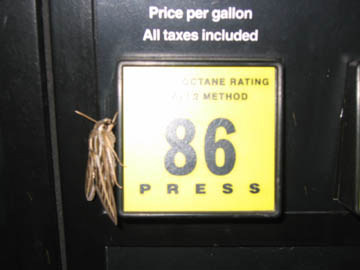 Price per gallon
All taxes included
OCTANE RATING
METHOD
86
PRESS